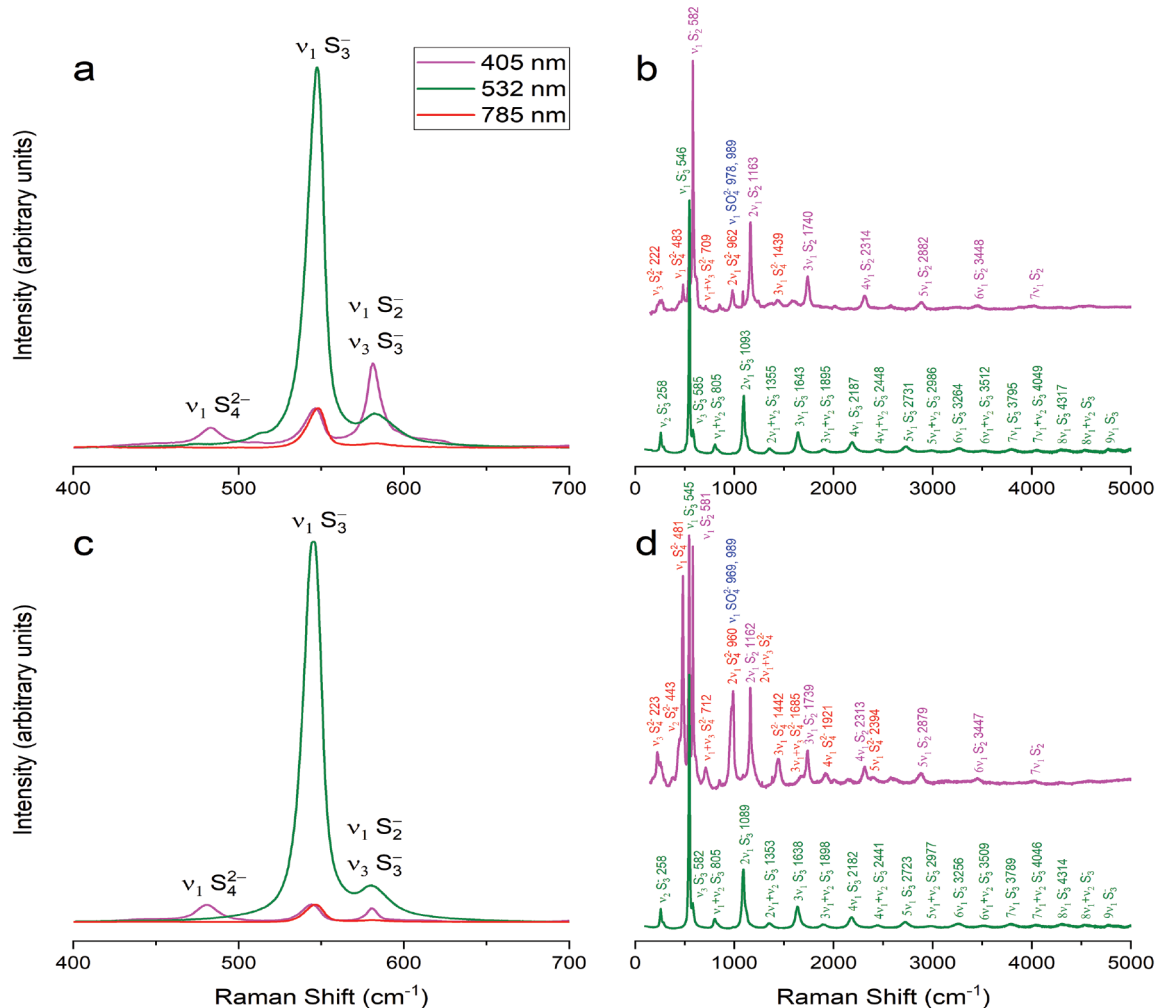 a
ν₁ S₃⁻
405 nm
532 nm
785 nm
ν₁ S₂⁻
ν₃ S₃⁻
ν₁ S₄²⁻
Intensity (arbitrary units)
400 500 600 700
b
ν₁ S₂⁻ 582
ν₁ S₃⁻ 546
ν₃ S₄²⁻ 222
ν₁ S₄²⁻ 483
ν₁+ν₃ S₄²⁻ 709
2ν₁ S₄²⁻ 962
ν₁ SO₄²⁻ 978, 989
2ν₁ S₂⁻ 1163
3ν₁ S₄²⁻ 1439
3ν₁ S₂⁻ 1740
4ν₁ S₂⁻ 2314
5ν₁ S₂⁻ 2882
6ν₁ S₂⁻ 3448
7ν₁ S₂⁻
ν₂ S₃⁻ 258
ν₃ S₃⁻ 585
ν₁+ν₂ S₃⁻ 805
2ν₁ S₃⁻ 1093
2ν₁+ν₂ S₃⁻ 1355
3ν₁ S₃⁻ 1643
3ν₁+ν₂ S₃⁻ 1895
4ν₁ S₃⁻ 2187
4ν₁+ν₂ S₃⁻ 2448
5ν₁ S₃⁻ 2731
5ν₁+ν₂ S₃⁻ 2986
6ν₁ S₃⁻ 3264
6ν₁+ν₂ S₃⁻ 3512
7ν₁ S₃⁻ 3795
7ν₁+ν₂ S₃⁻ 4049
8ν₁ S₃⁻ 4317
8ν₁+ν₂ S₃⁻
9ν₁ S₃⁻
0 1000 2000 3000 4000 5000
c
ν₁ S₃⁻
ν₁ S₂⁻
ν₃ S₃⁻
ν₁ S₄²⁻
Intensity (arbitrary units)
400 500 600 700
Raman Shift (cm⁻¹)
d
ν₃ S₄²⁻ 223
ν₂ S₄²⁻ 443
ν₁ S₄²⁻ 481
ν₁ S₃⁻ 545
ν₁ S₂⁻ 581
ν₁+ν₃ S₄²⁻ 712
2ν₁ S₄²⁻ 960
ν₁ SO₄²⁻ 969, 989
2ν₁ S₂⁻ 1162
2ν₁+ν₃ S₄²⁻
3ν₁ S₄²⁻ 1442
3ν₁+ν₃ S₄²⁻ 1685
3ν₁ S₂⁻ 1739
4ν₁ S₄²⁻ 1921
4ν₁ S₂⁻ 2313
5ν₁ S₄²⁻ 2394
5ν₁ S₂⁻ 2879
6ν₁ S₂⁻ 3447
7ν₁ S₂⁻
ν₂ S₃⁻ 258
ν₃ S₃⁻ 582
ν₁+ν₂ S₃⁻ 805
2ν₁ S₃⁻ 1089
2ν₁+ν₂ S₃⁻ 1353
3ν₁ S₃⁻ 1638
3ν₁+ν₂ S₃⁻ 1898
4ν₁ S₃⁻ 2182
4ν₁+ν₂ S₃⁻ 2441
5ν₁ S₃⁻ 2723
5ν₁+ν₂ S₃⁻ 2977
6ν₁ S₃⁻ 3256
6ν₁+ν₂ S₃⁻ 3509
7ν₁ S₃⁻ 3789
7ν₁+ν₂ S₃⁻ 4046
8ν₁ S₃⁻ 4314
8ν₁+ν₂ S₃⁻
9ν₁ S₃⁻
0 1000 2000 3000 4000 5000
Raman Shift (cm⁻¹)